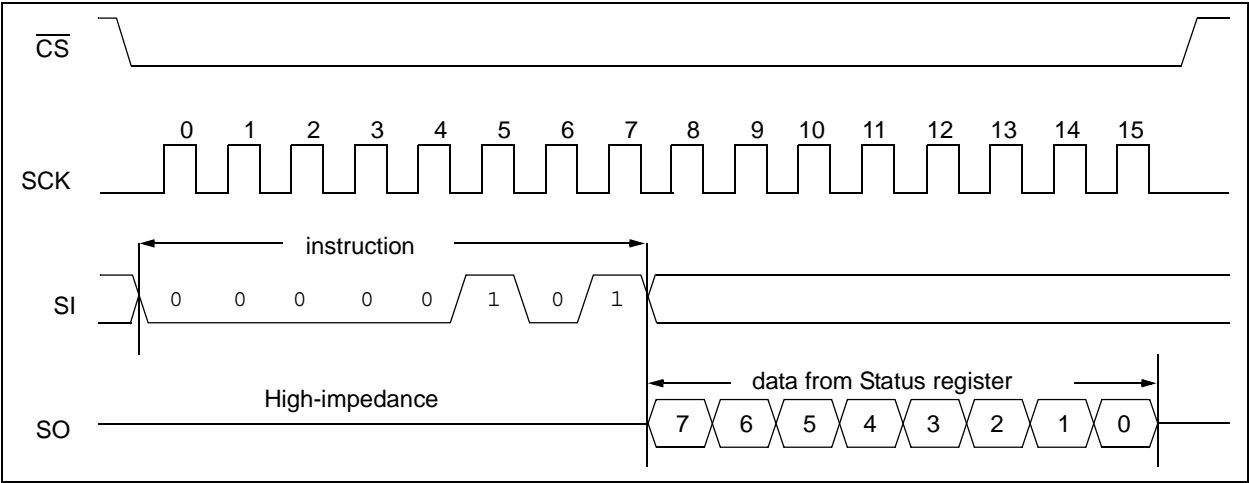 CS
0 1 2 3 4 5 6 7 8 9 10 11 12 13 14 15
SCK
instruction
SI 0 0 0 0 0 1 0 1
data from Status register
High-impedance
SO 7 6 5 4 3 2 1 0